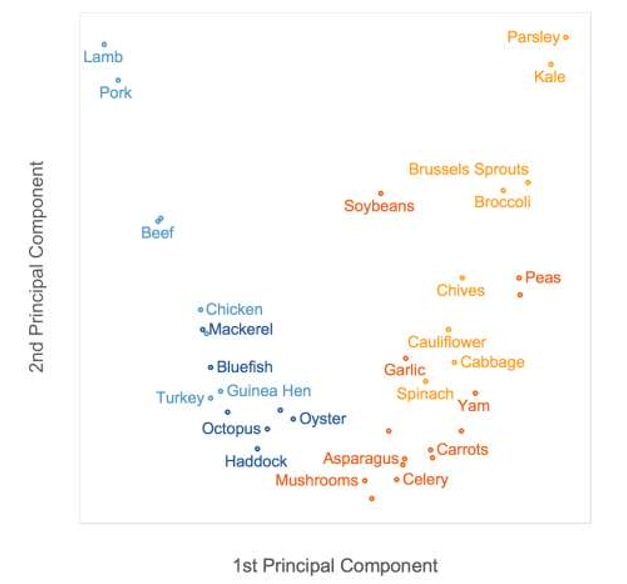 Parsley
Lamb
Kale
Pork
Brussels Sprouts
Soybeans
Broccoli
Beef
Peas
Chives
Chicken
Mackerel
Cauliflower
Cabbage
Bluefish
Garlic
Guinea Hen
Turkey
Spinach
Yam
Oyster
Octopus
Carrots
Asparagus
Haddock
Mushrooms
Celery
2nd Principal Component
1st Principal Component